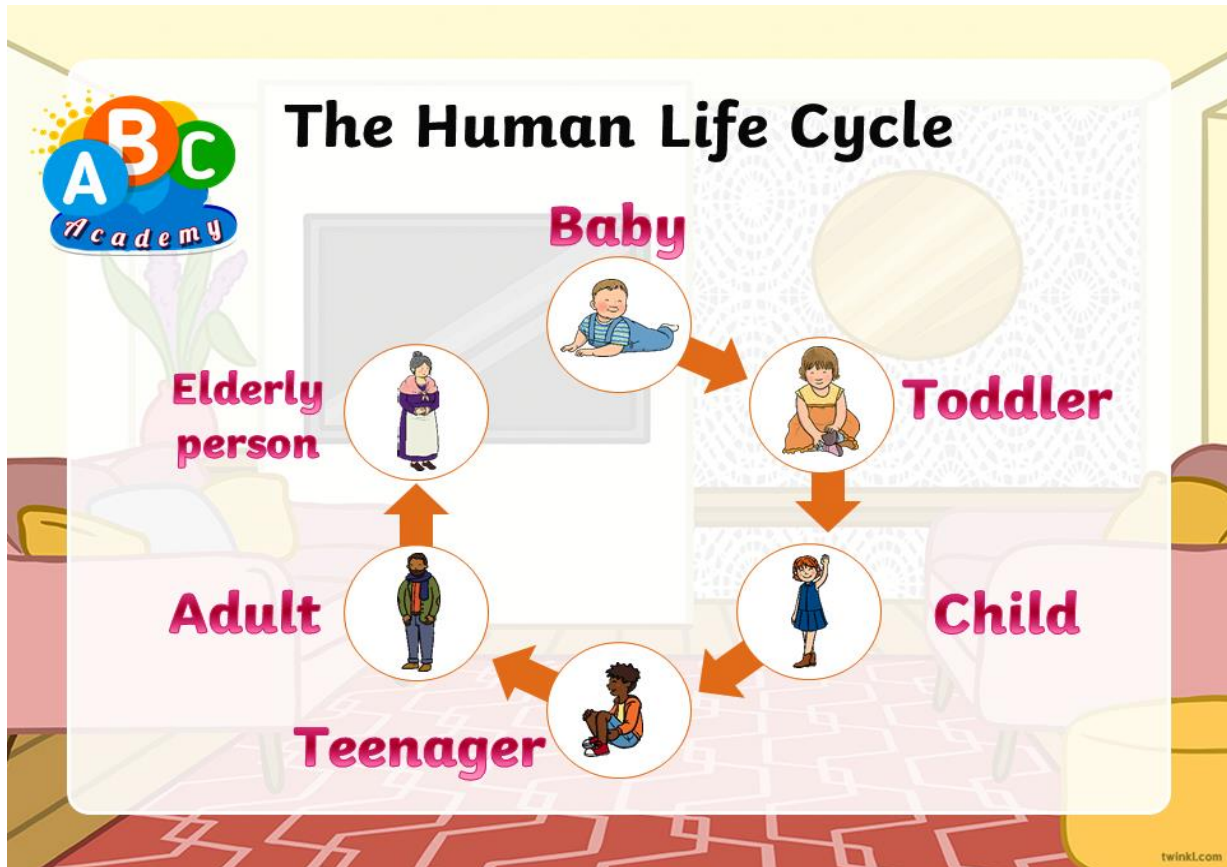 ABC
Academy
The Human Life Cycle
Baby
Toddler
Child
Teenager
Adult
Elderly
person
twinkl.com